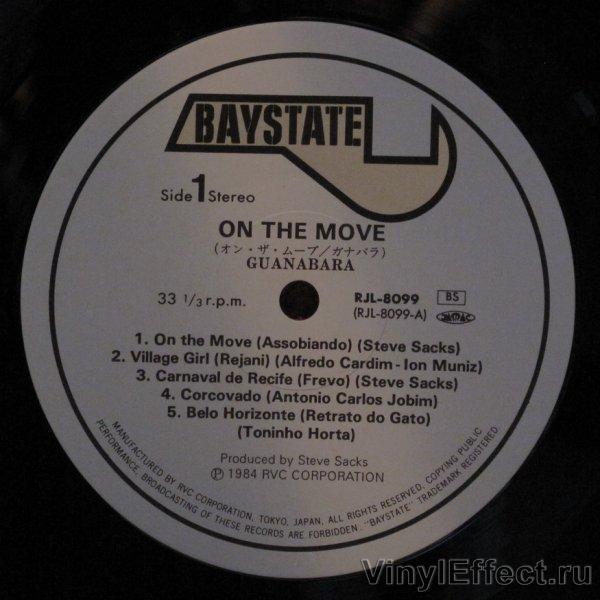 BAYSTATE
Side 1 Stereo
ON THE MOVE
(オン・ザ・ムーブ/ガナバラ)
GUANABARA
33 1/3 r.p.m.
RJL-8099 BS
(RJL-8099-A)
1. On the Move (Assobiando) (Steve Sacks)
2. Village Girl (Rejani) (Alfredo Cardim-Ion Muniz)
3. Carnaval de Recife (Frevo) (Steve Sacks)
4. Corcovado (Antonio Carlos Jobim)
5. Belo Horizonte (Retrato do Gato)
(Toninho Horta)
Produced by Steve Sacks
Ⓟ 1984 RVC CORPORATION
MANUFACTURED BY RVC CORPORATION, TOKYO, JAPAN, ALL RIGHTS RESERVED, COPYING PUBLIC
PERFORMANCE, BROADCASTING OF THESE RECORDS ARE FORBIDDEN.. "BAYSTATE" TRADEMARK REGISTERED.
VinylEffect.ru